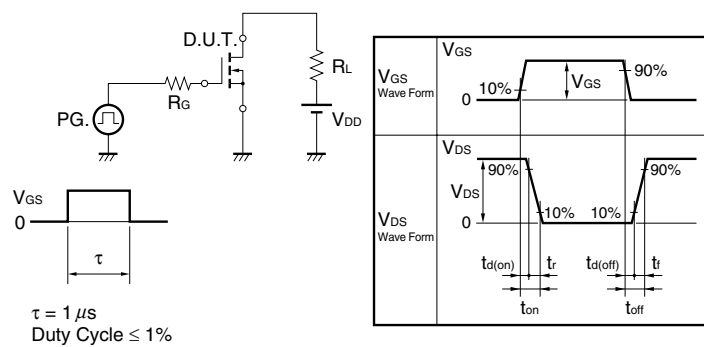 D.U.T.
RL
RG
PG.
VDD
VGS
0
τ
τ = 1 μs
Duty Cycle ≤ 1%
VGS
Wave Form
VGS
10%
90%
VGS
0
VDS
Wave Form
VDS
90%
90%
VDS
10%
10%
0
td(on)
tr
td(off)
tf
ton
toff